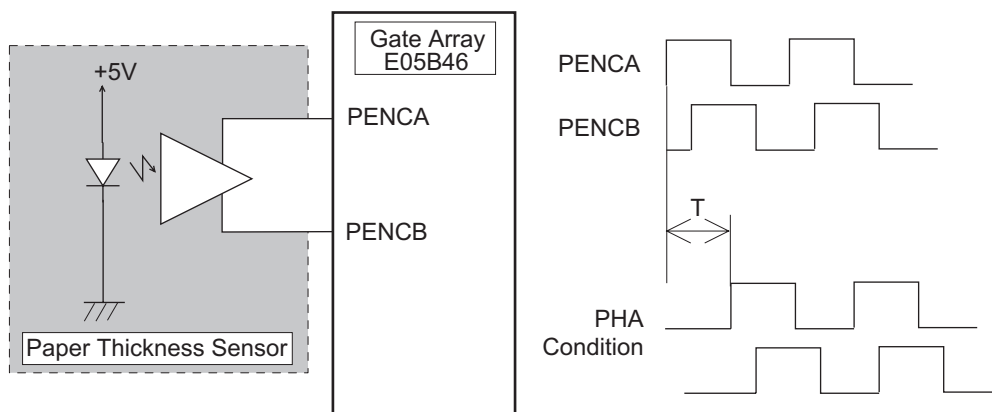 Gate Array
E05B46
+5V
PENCA
PENCB
Paper Thickness Sensor
PENCA
PENCB
T
PHA
Condition